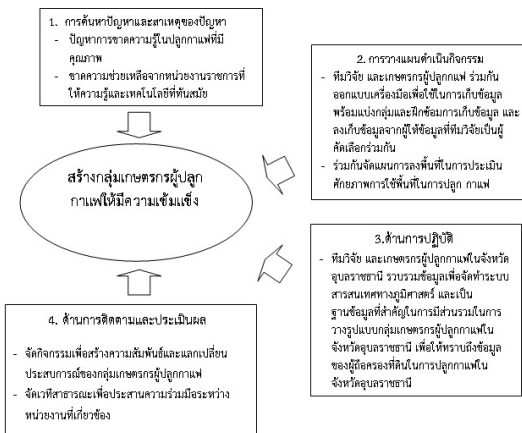 1. การค้นหาปัญหาและสาเหตุของปัญหา
- ปัญหาการขาดความรู้ในปลูกกาแฟที่มี
คุณภาพ
- ขาดความช่วยเหลือจากหน่วยงานราชการที่
ให้ความรู้และเทคโนโลยีที่ทันสมัย
2. การวางแผนดำเนินกิจกรรม
- ทีมวิจัย และเกษตรกรผู้ปลูกกแฟ ร่วมกัน
ออกแบบเครื่องมือเพื่อใช้ในการเก็บข้อมูล
พร้อมแบ่งกลุ่มและฝึกซ้อมการเก็บข้อมูล และ
ลงเก็บข้อมูลจากผู้ให้ข้อมูลที่ทีมวิจัยเป็นผู้
คัดเลือกร่วมกัน
- ร่วมกันจัดแผนการลงพื้นที่ในการประเมิน
ศักยภาพการใช้พื้นที่ในการปลูก กาแฟ
สร้างกลุ่มเกษตรกรผู้ปลูก
กาแฟให้มีความเข้มแข็ง
3.ด้านการปฏิบัติ
- ทีมวิจัย และเกษตรกรผู้ปลูกกาแฟในจังหวัด
อุบลราชธานี รวบรวมข้อมูลเพื่อจัดทำระบบ
สารสนเทศทางภูมิศาสตร์ และเป็น
ฐานข้อมูลที่สำคัญในการมีส่วนรวมในการ
วางรูปแบบกลุ่มเกษตรกรผู้ปลูกกาแฟใน
จังหวัดอุบลราชธานี เพื่อให้ทราบถึงข้อมูล
ของผู้ถือครองที่ดินในการปลูกกาแฟใน
จังหวัดอุบลราชธานี
4. ด้านการติดตามและประเมินผล
- จัดกิจกรรมเพื่อสร้างความสัมพันธ์และแลกเปลี่ยน
ประสบการณ์ของกลุ่มเกษตรกรผู้ปลูกกาแฟ
- จัดเวทีสาธารณะเพื่อประสานความร่วมมือระหว่าง
หน่วยงานที่เกี่ยวข้อง